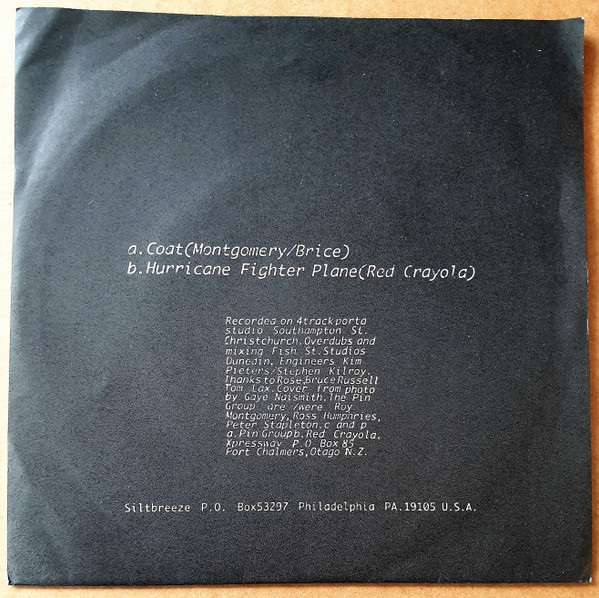 a.Coat(Montgomery/Brice)
b.Hurricane Fighter Plane(Red Crayola)
Recorded on 4trackporta
studio Southampton St.
Christchurch.Overdubs and
mixing Fish St.Studios
Dunedin, Engineers Kim
Pieters/Stephen Kilroy.
Thanks to Rose,Bruce Russell
Tom Lax.Cover from photo
by Gaye Naismith,The Pin
Group are /were Roy
Montgomery,Ross Humphries,
Peter Stapleton.c and p
a.Pin Groupb.Red Crayola,
Xpressway P.O Box 85
Port Chalmers,Otago N.Z.
Siltbreeze P.O. Box53297 Philadelphia PA.19105 U.S.A.